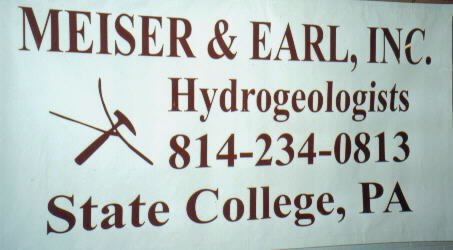 MEISER & EARL, INC.
Hydrogeologists
814-234-0813
State College, PA